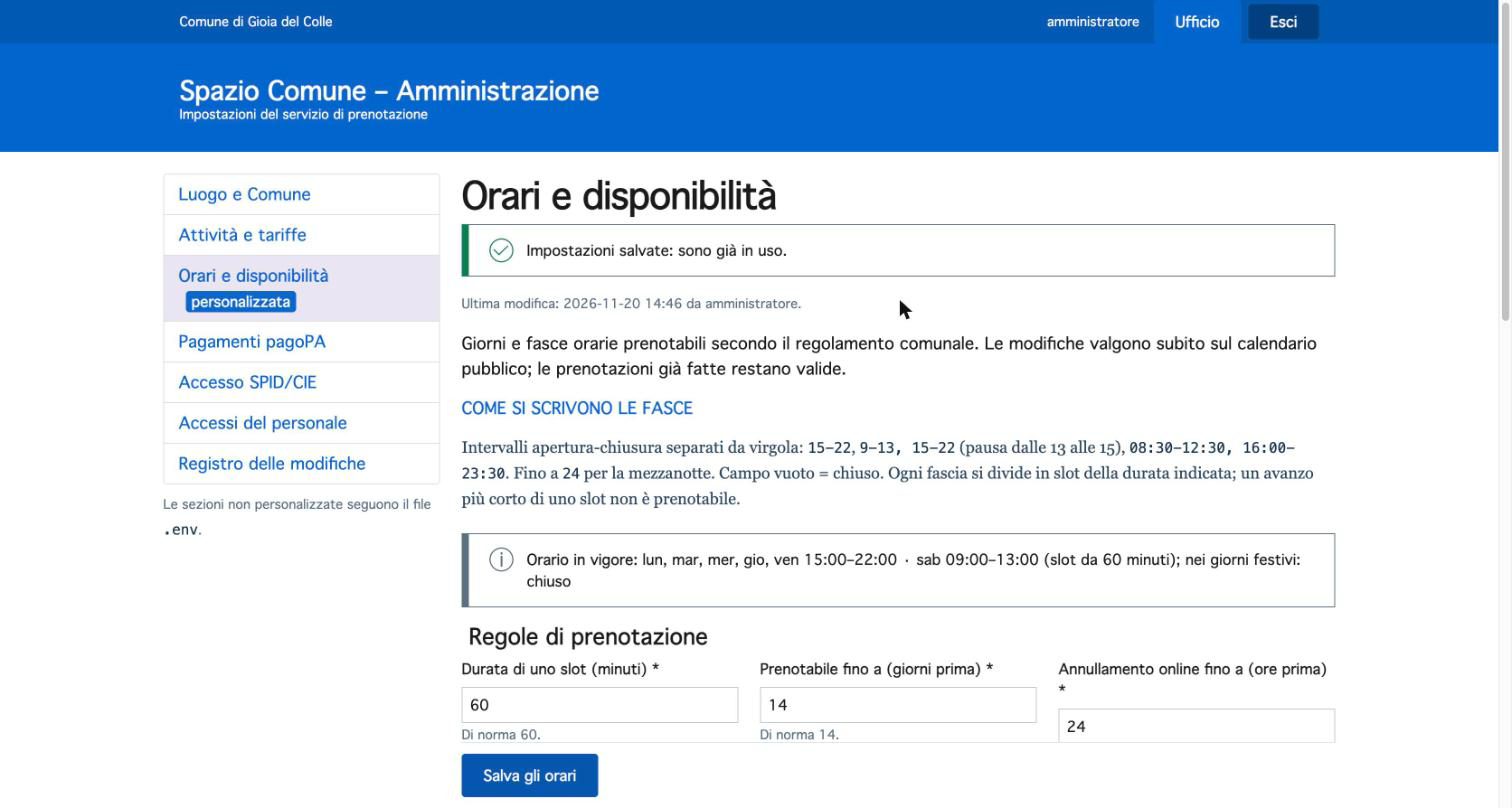 Comune di Gioia del Colle
amministratore
Ufficio
Esci
Spazio Comune – Amministrazione
Impostazioni del servizio di prenotazione
Luogo e Comune
Attività e tariffe
Orari e disponibilità
personalizzata
Pagamenti pagoPA
Accesso SPID/CIE
Accessi del personale
Registro delle modifiche
Le sezioni non personalizzate seguono il file
.env.
Orari e disponibilità
Impostazioni salvate: sono già in uso.
Ultima modifica: 2026-11-20 14:46 da amministratore.
Giorni e fasce orarie prenotabili secondo il regolamento comunale. Le modifiche valgono subito sul calendario
pubblico; le prenotazioni già fatte restano valide.
COME SI SCRIVONO LE FASCE
Intervalli apertura-chiusura separati da virgola: 15–22, 9–13, 15–22 (pausa dalle 13 alle 15), 08:30–12:30, 16:00–
23:30. Fino a 24 per la mezzanotte. Campo vuoto = chiuso. Ogni fascia si divide in slot della durata indicata; un avanzo
più corto di uno slot non è prenotabile.
Orario in vigore: lun, mar, mer, gio, ven 15:00–22:00 · sab 09:00–13:00 (slot da 60 minuti); nei giorni festivi:
chiuso
Regole di prenotazione
Durata di uno slot (minuti) *
60
Di norma 60.
Prenotabile fino a (giorni prima) *
14
Di norma 14.
Annullamento online fino a (ore prima)
*
24
Salva gli orari